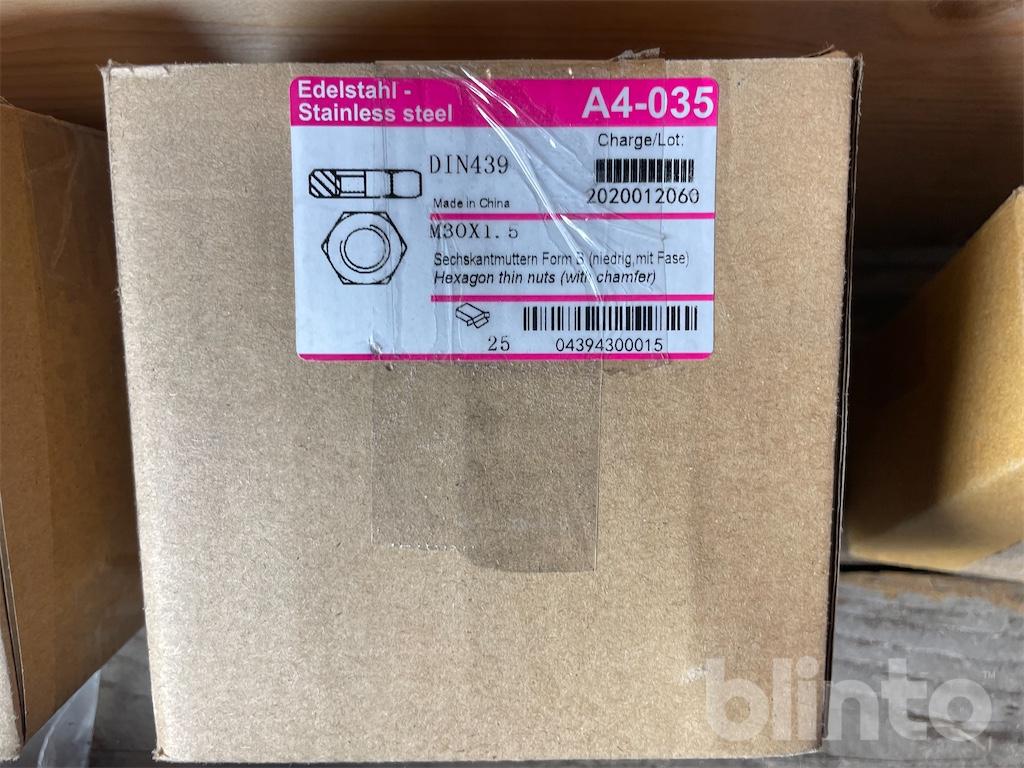 Edelstahl -
Stainless steel
A4-035
DIN439
Charge/Lot:
2020012060
Made in China
M30X1.5
Sechskantmuttern Form B (niedrig,mit Fase)
Hexagon thin nuts (with chamfer)
25
04394300015
blinto™